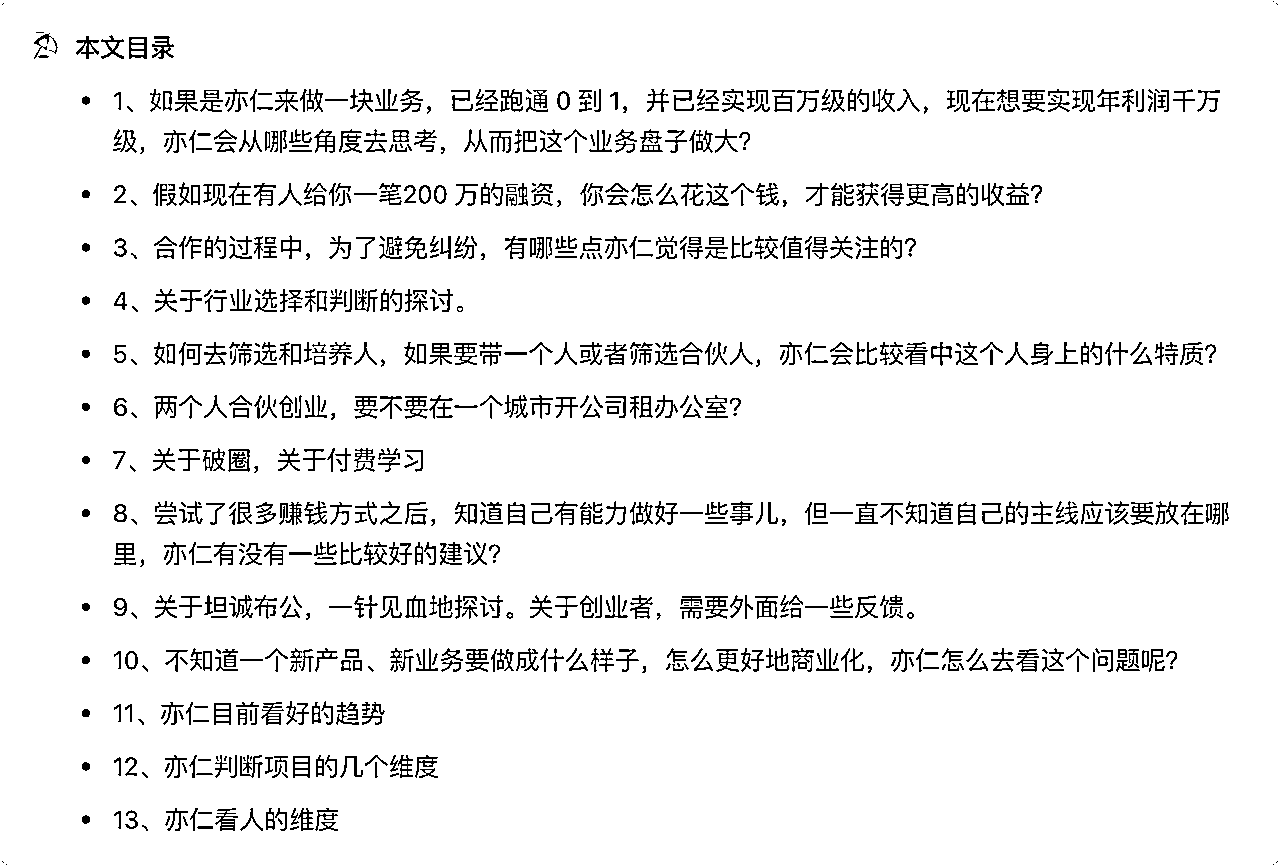 本文目录
• 1、如果是亦仁来做一块业务，已经跑通 0 到 1，并已经实现百万级的收入，现在想要实现年利润千万
级，亦仁会从哪些角度去思考，从而把这个业务盘子做大？
• 2、假如现在有人给你一笔200 万的融资，你会怎么花这个钱，才能获得更高的收益？
• 3、合作的过程中，为了避免纠纷，有哪些点亦仁觉得是比较值得关注的？
• 4、关于行业选择和判断的探讨。
• 5、如何去筛选和培养人，如果要带一个人或者筛选合伙人，亦仁会比较看中这个人身上的什么特质？
• 6、两个人合伙创业，要不要在一个城市开公司租办公室？
• 7、关于破圈，关于付费学习
• 8、尝试了很多赚钱方式之后，知道自己有能力做好一些事儿，但一直不知道自己的主线应该要放在哪
里，亦仁有没有一些比较好的建议？
• 9、关于坦诚布公，一针见血地探讨。关于创业者，需要外面给一些反馈。
• 10、不知道一个新产品、新业务要做成什么样子，怎么更好地商业化，亦仁怎么去看这个问题呢？
• 11、亦仁目前看好的趋势
• 12、亦仁判断项目的几个维度
• 13、亦仁看人的维度